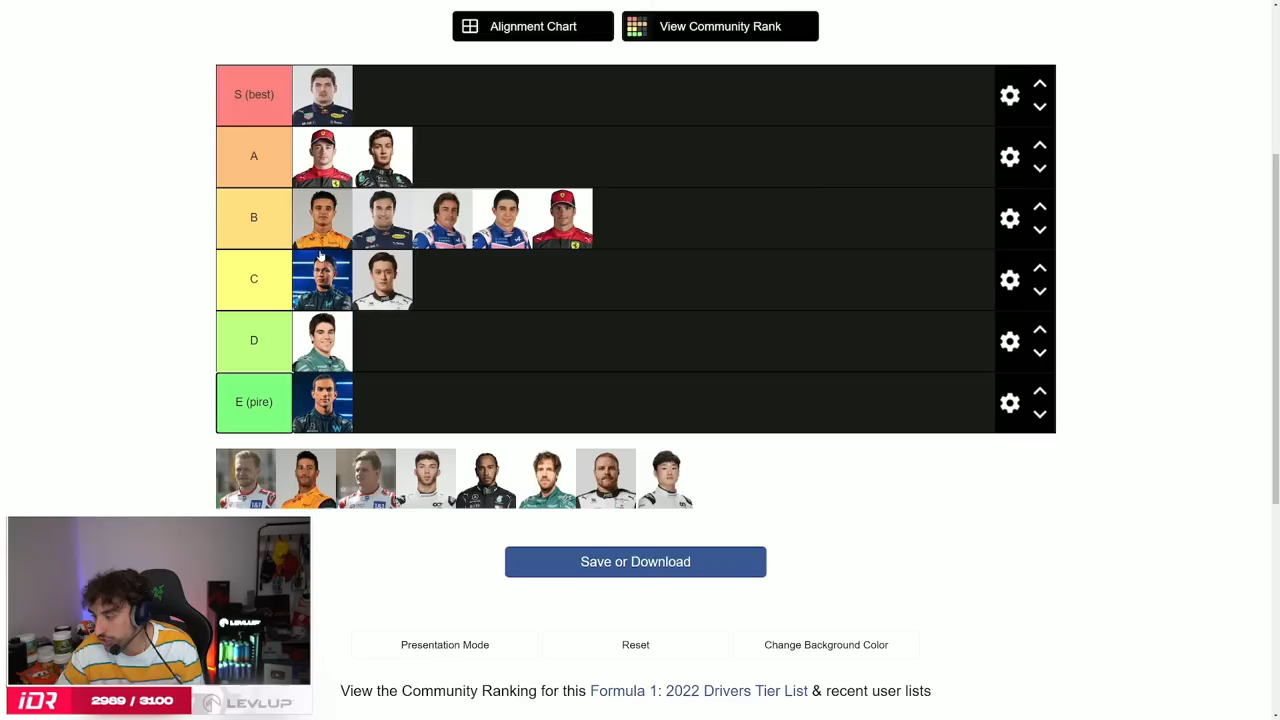 Alignment Chart
View Community Rank
S (best)
A
B
C
D
E (pire)
Save or Download
Presentation Mode
Reset
Change Background Color
View the Community Ranking for this Formula 1: 2022 Drivers Tier List & recent user lists
LEVLUP
iDR
2989 / 3100
LEVLUP